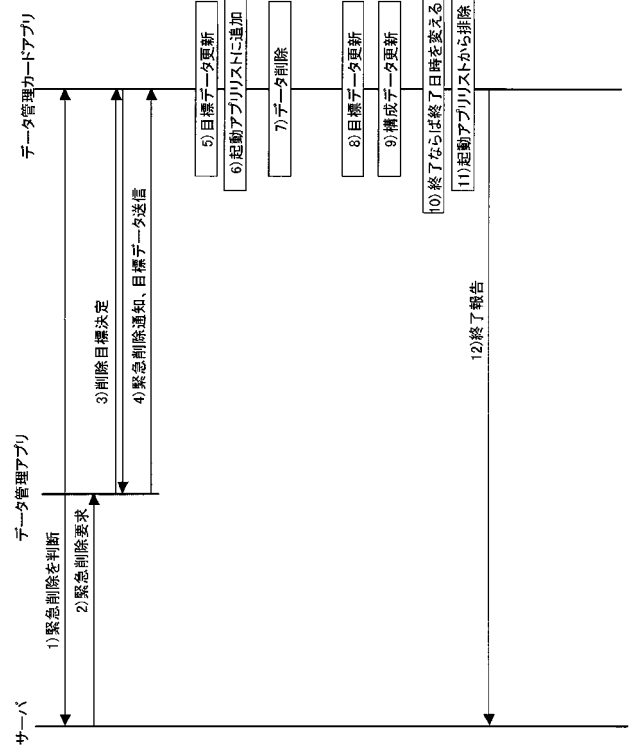 サーバ
データ管理アプリ
データ管理カードアプリ
1)緊急削除を判断
2)緊急削除要求
3)削除目標決定
4)緊急削除通知、目標データ送信
5)目標データ更新
6)起動アプリリストに追加
7)データ削除
8)目標データ更新
9)構成データ更新
10)終了ならば終了日時を変える
11)起動アプリリストから排除
12)終了報告